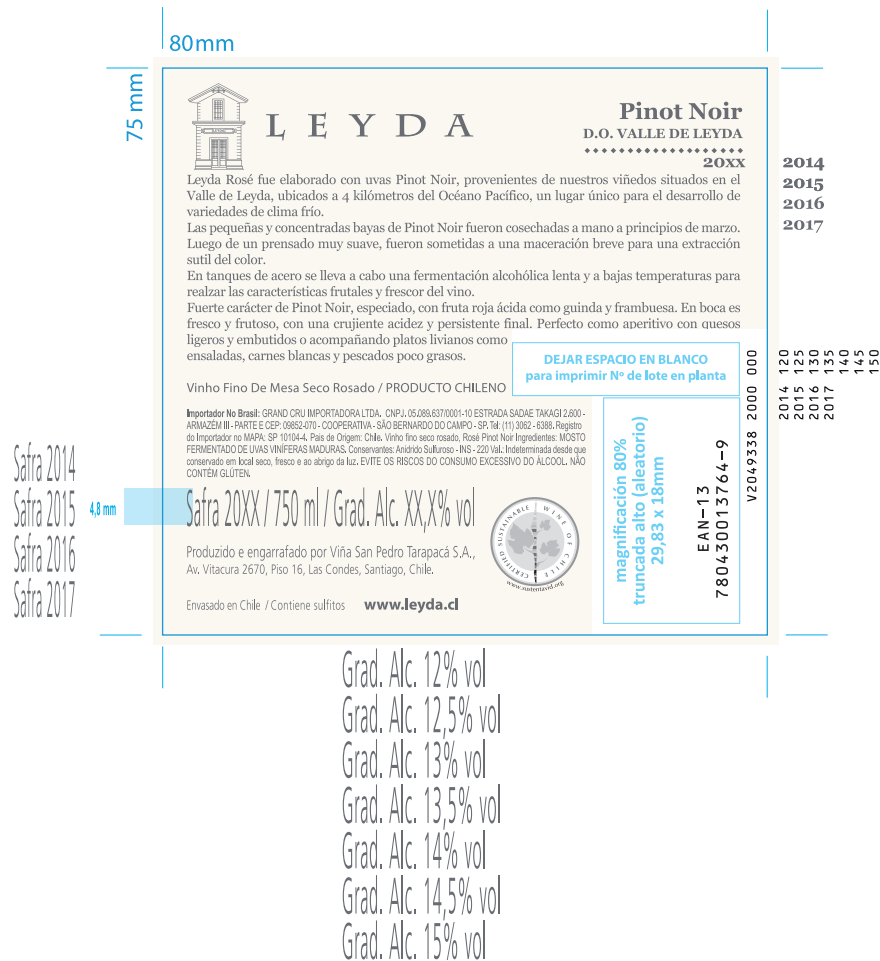 80mm
75 mm
LEYDA
Pinot Noir
D.O. VALLE DE LEYDA
20xx
2014
2015
2016
2017
Leyda Rosé fue elaborado con uvas Pinot Noir, provenientes de nuestros viñedos situados en el
Valle de Leyda, ubicados a 4 kilómetros del Océano Pacífico, un lugar único para el desarrollo de
variedades de clima frío.
Las pequeñas y concentradas bayas de Pinot Noir fueron cosechadas a mano a principios de marzo.
Luego de un prensado muy suave, fueron sometidas a una maceración breve para una extracción
sutil del color.
En tanques de acero se lleva a cabo una fermentación alcohólica lenta y a bajas temperaturas para
realzar las características frutales y frescor del vino.
Fuerte carácter de Pinot Noir, especiado, con fruta roja ácida como guinda y frambuesa. En boca es
fresco y frutoso, con una crujiente acidez y persistente final. Perfecto como aperitivo con quesos
ligeros y embutidos o acompañando platos livianos como
ensaladas, carnes blancas y pescados poco grasos.
DEJAR ESPACIO EN BLANCO
para imprimir Nº de lote en planta
Vinho Fino De Mesa Seco Rosado / PRODUCTO CHILENO
Importador No Brasil: GRAND CRU IMPORTADORA LTDA. CNPJ. 05.089.637/0001-10 ESTRADA SADAE TAKAGI 2.600 -
ARMAZÉM III - PARTE E CEP: 09852-070 - COOPERATIVA - SÃO BERNARDO DO CAMPO - SP. Tel: (11) 3062 - 6388. Registro
do Importador no MAPA: SP 10104-4. Pais de Origem: Chile. Vinho fino seco rosado, Rosé Pinot Noir Ingredientes: MOSTO
FERMENTADO DE UVAS VINÍFERAS MADURAS. Conservantes: Anidrido Sulfuroso - INS - 220 Val.: Indeterminada desde que
conservado em local seco, fresco e ao abrigo da luz. EVITE OS RISCOS DO CONSUMO EXCESSIVO DO ÁLCOOL. NÃO
CONTÉM GLÚTEN.
Safra 20XX / 750 ml / Grad. Alc. XX,X% vol
4,8 mm
Produzido e engarrafado por Viña San Pedro Tarapacá S.A.,
Av. Vitacura 2670, Piso 16, Las Condes, Santiago, Chile.
Envasado en Chile / Contiene sulfitos
www.leyda.cl
CERTIFIED SUSTAINABLE WINE OF CHILE
www.sustentavid.org
magnificación 80%
truncada alto (aleatorio)
29,83 x 18mm
EAN-13
780430013764-9
V2049338 2000 000
2014 120
2015 125
2016 130
2017 135
140
145
150
Safra 2014
Safra 2015
Safra 2016
Safra 2017
Grad. Alc. 12% vol
Grad. Alc. 12,5% vol
Grad. Alc. 13% vol
Grad. Alc. 13,5% vol
Grad. Alc. 14% vol
Grad. Alc. 14,5% vol
Grad. Alc. 15% vol